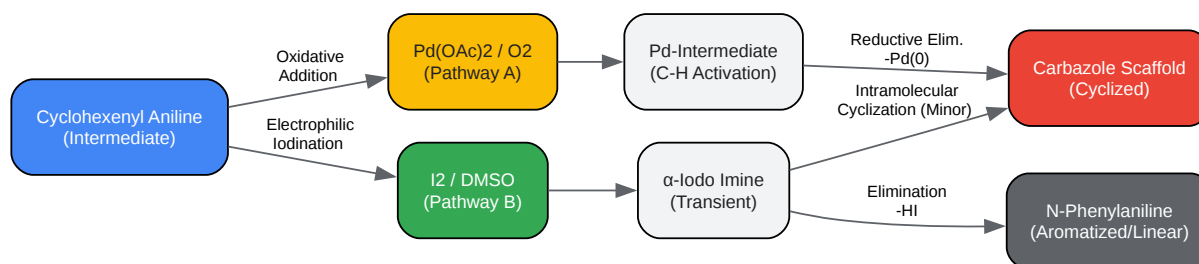 Cyclohexenyl Aniline
(Intermediate)
Oxidative
Addition
Electrophilic
Iodination
Pd(OAc)2 / O2
(Pathway A)
I2 / DMSO
(Pathway B)
Pd-Intermediate
(C-H Activation)
α-Iodo Imine
(Transient)
Reductive Elim.
-Pd(0)
Intramolecular
Cyclization (Minor)
Elimination
-HI
Carbazole Scaffold
(Cyclized)
N-Phenylaniline
(Aromatized/Linear)